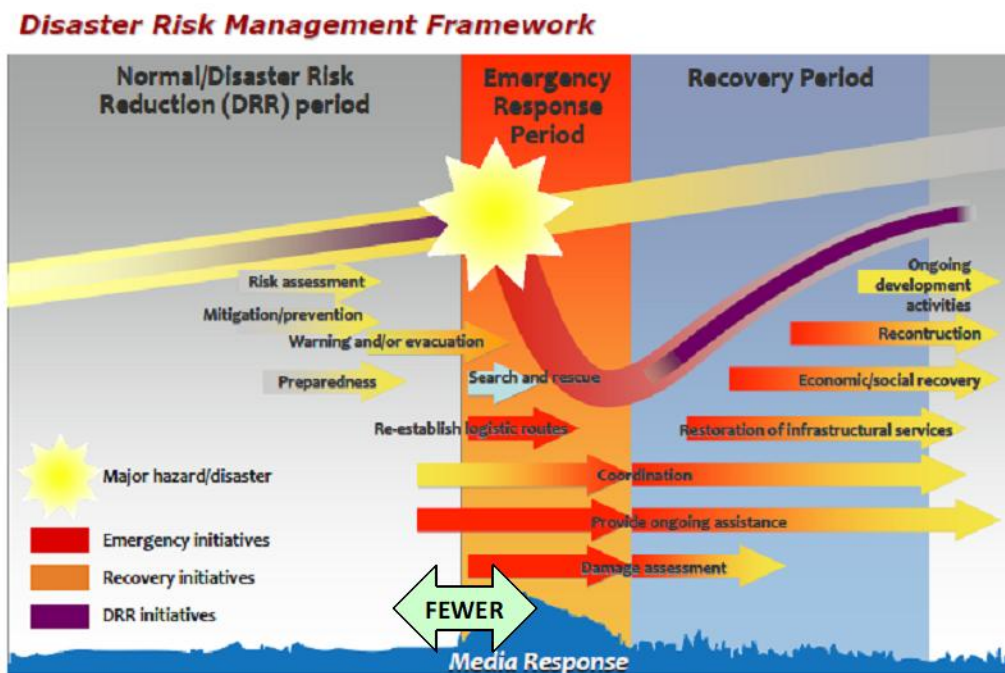 Disaster Risk Management Framework
Normal/Disaster Risk
Reduction (DRR) period
Emergency
Response
Period
Recovery Period
Risk assessment
Mitigation/prevention
Warning and/or evacuation
Preparedness
Search and rescue
Re-establish logistic routes
Ongoing
development
activities
Recontruction
Economic/social recovery
Restoration of infrastructural services
Coordination
Provide ongoing assistance
Damage assessment
Major hazard/disaster
Emergency initiatives
Recovery initiatives
DRR initiatives
FEWER
Media Response